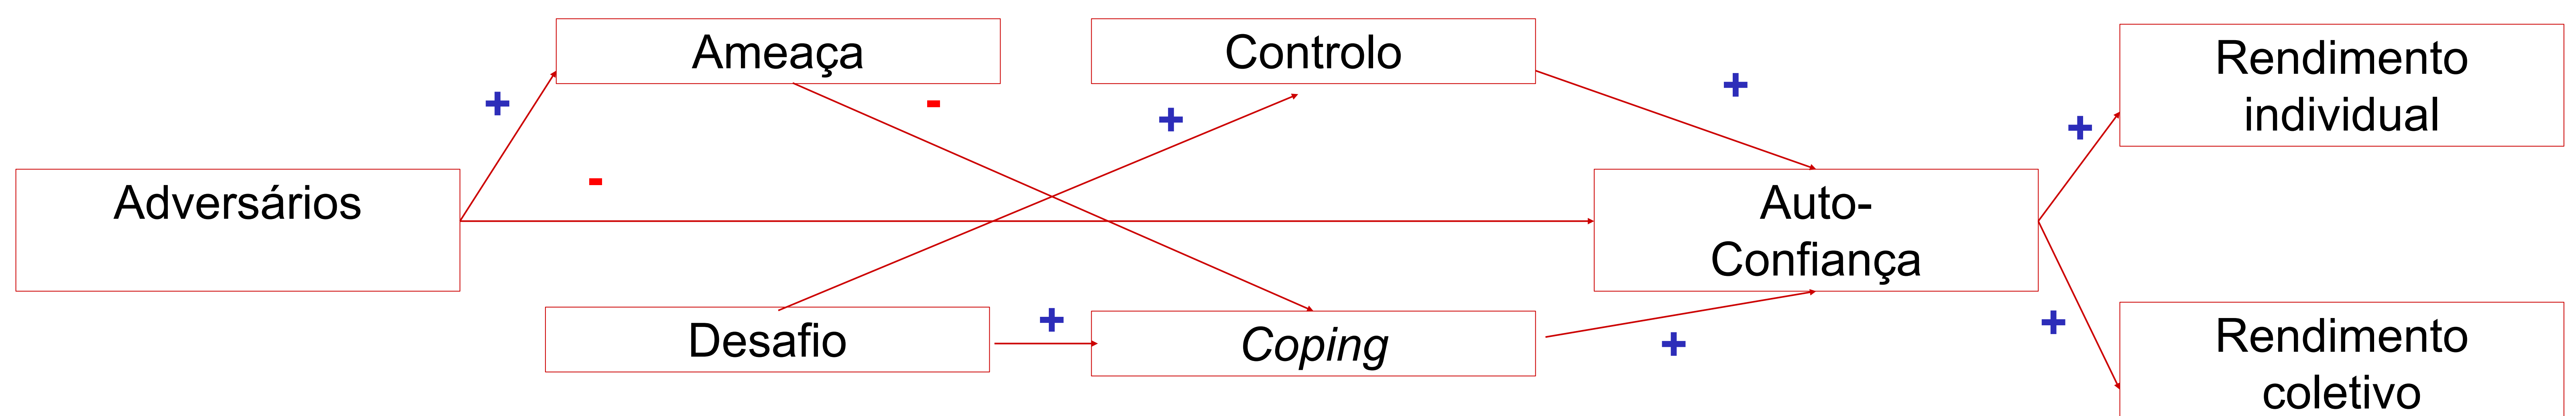 Ameaça
Controlo
Rendimento
individual
+
-
+
+
+
Adversários
-
Auto-
Confiança
Desafio
+
Coping
+
+
Rendimento
coletivo